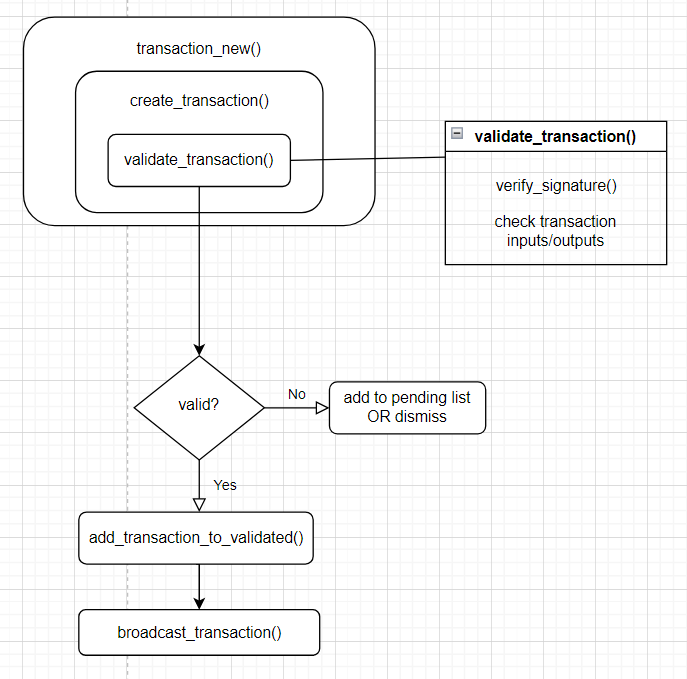 transaction_new()
create_transaction()
validate_transaction()
validate_transaction()
verify_signature()
check transaction
inputs/outputs
valid?
No
add to pending list
OR dismiss
Yes
add_transaction_to_validated()
broadcast_transaction()